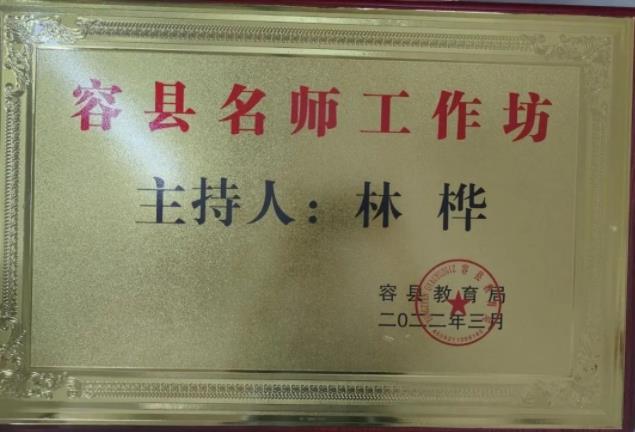 容县名师工作坊
主持人：林桦
容县教育局
二〇二二年三月